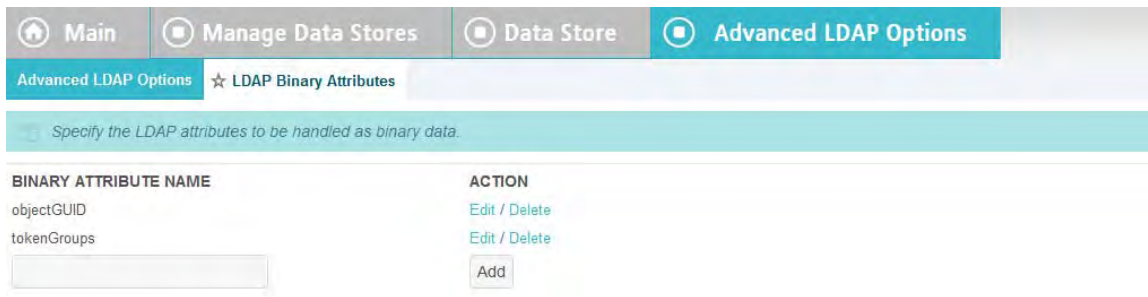 Main Manage Data Stores Data Store Advanced LDAP Options
Advanced LDAP Options LDAP Binary Attributes
Specify the LDAP attributes to be handled as binary data.
BINARY ATTRIBUTE NAME ACTION
objectGUID Edit / Delete
tokenGroups Edit / Delete
Add